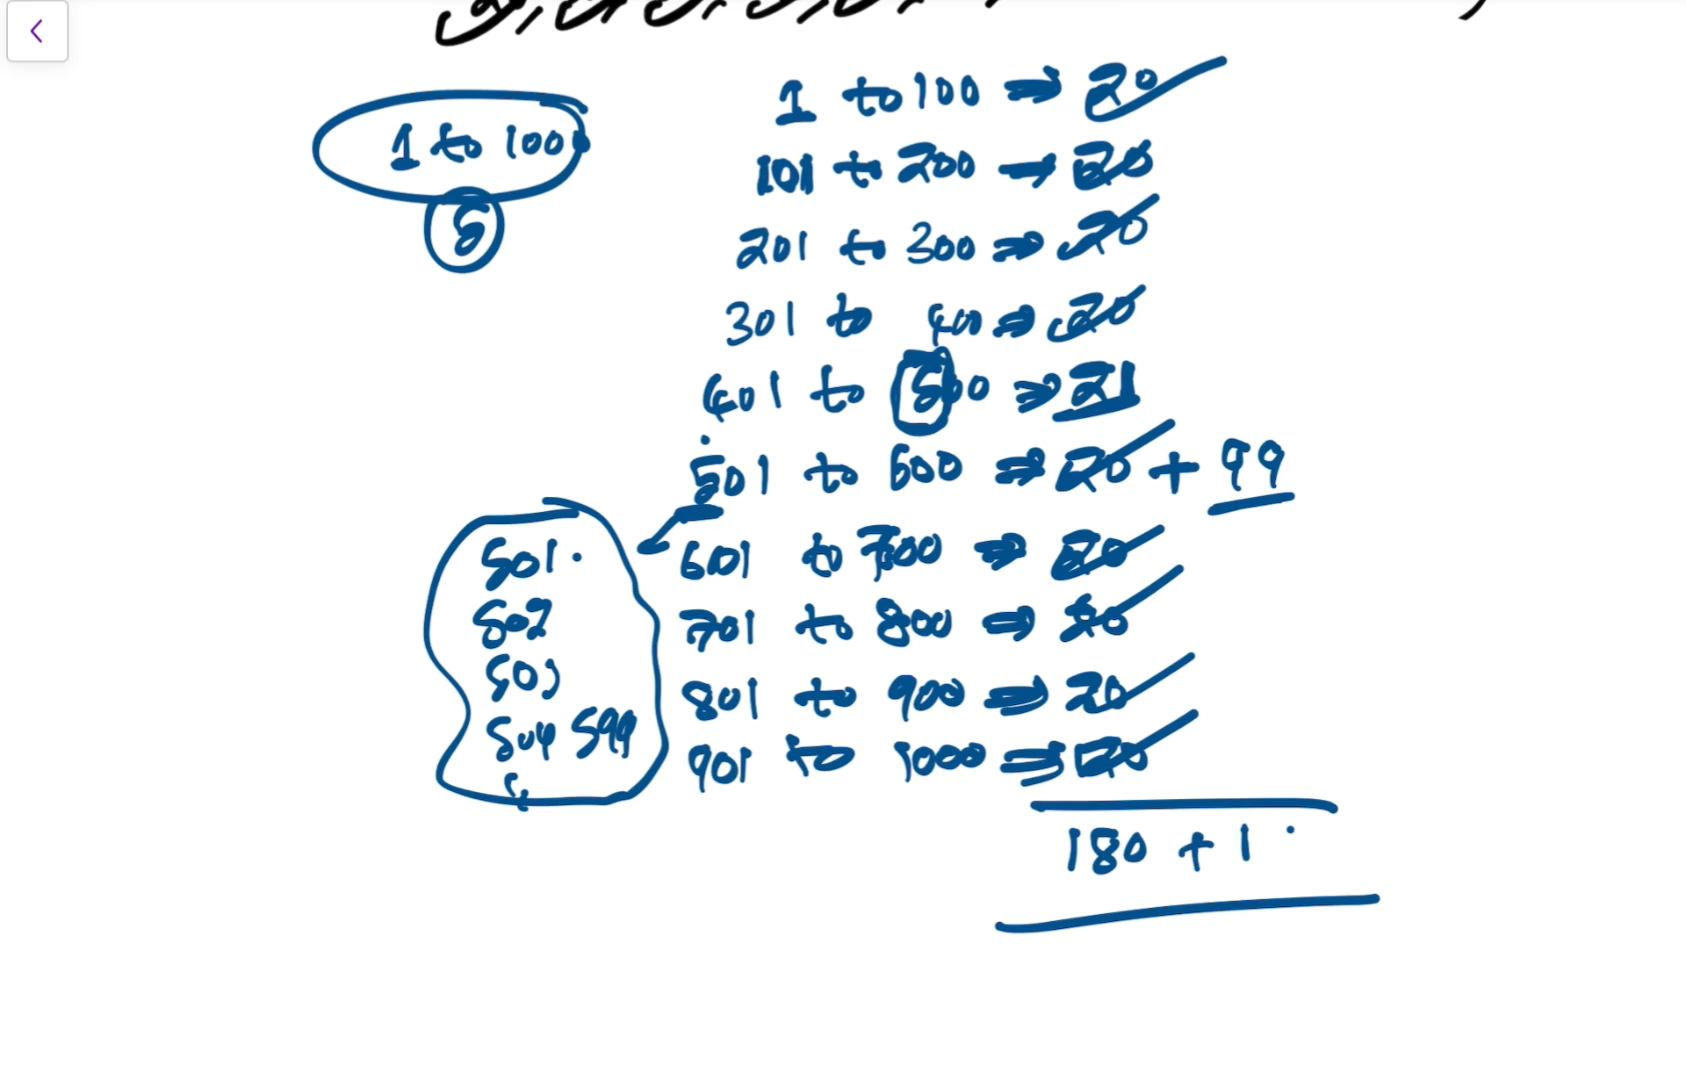 1 to 1000
5
1 to 100 ⇒ 20
101 to 200 → 20
201 to 300 ⇒ 20
301 to 400 ⇒ 20
401 to 500 ⇒ 21
501 to 600 ⇒ 20 + 99
601 to 700 ⇒ 20
701 to 800 ⇒ 20
801 to 900 ⇒ 20
901 to 1000 ⇒ 20
501.
502
503
504 599
180 + 1